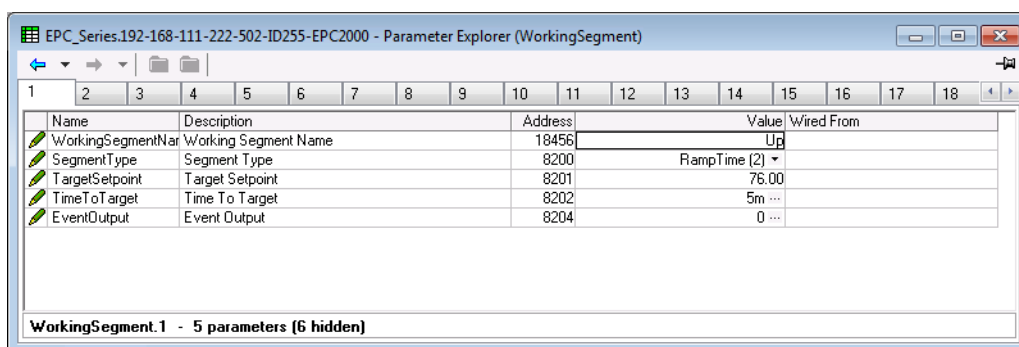 EPC_Series.192-168-111-222-502-ID255-EPC2000 - Parameter Explorer (WorkingSegment)
1 2 3 4 5 6 7 8 9 10 11 12 13 14 15 16 17 18
Name Description Address Value Wired From
WorkingSegmentNar Working Segment Name 18456 Up
SegmentType Segment Type 8200 RampTime (2)
TargetSetpoint Target Setpoint 8201 76.00
TimeToTarget Time To Target 8202 5m ...
EventOutput Event Output 8204 0 ...
WorkingSegment.1 - 5 parameters (6 hidden)